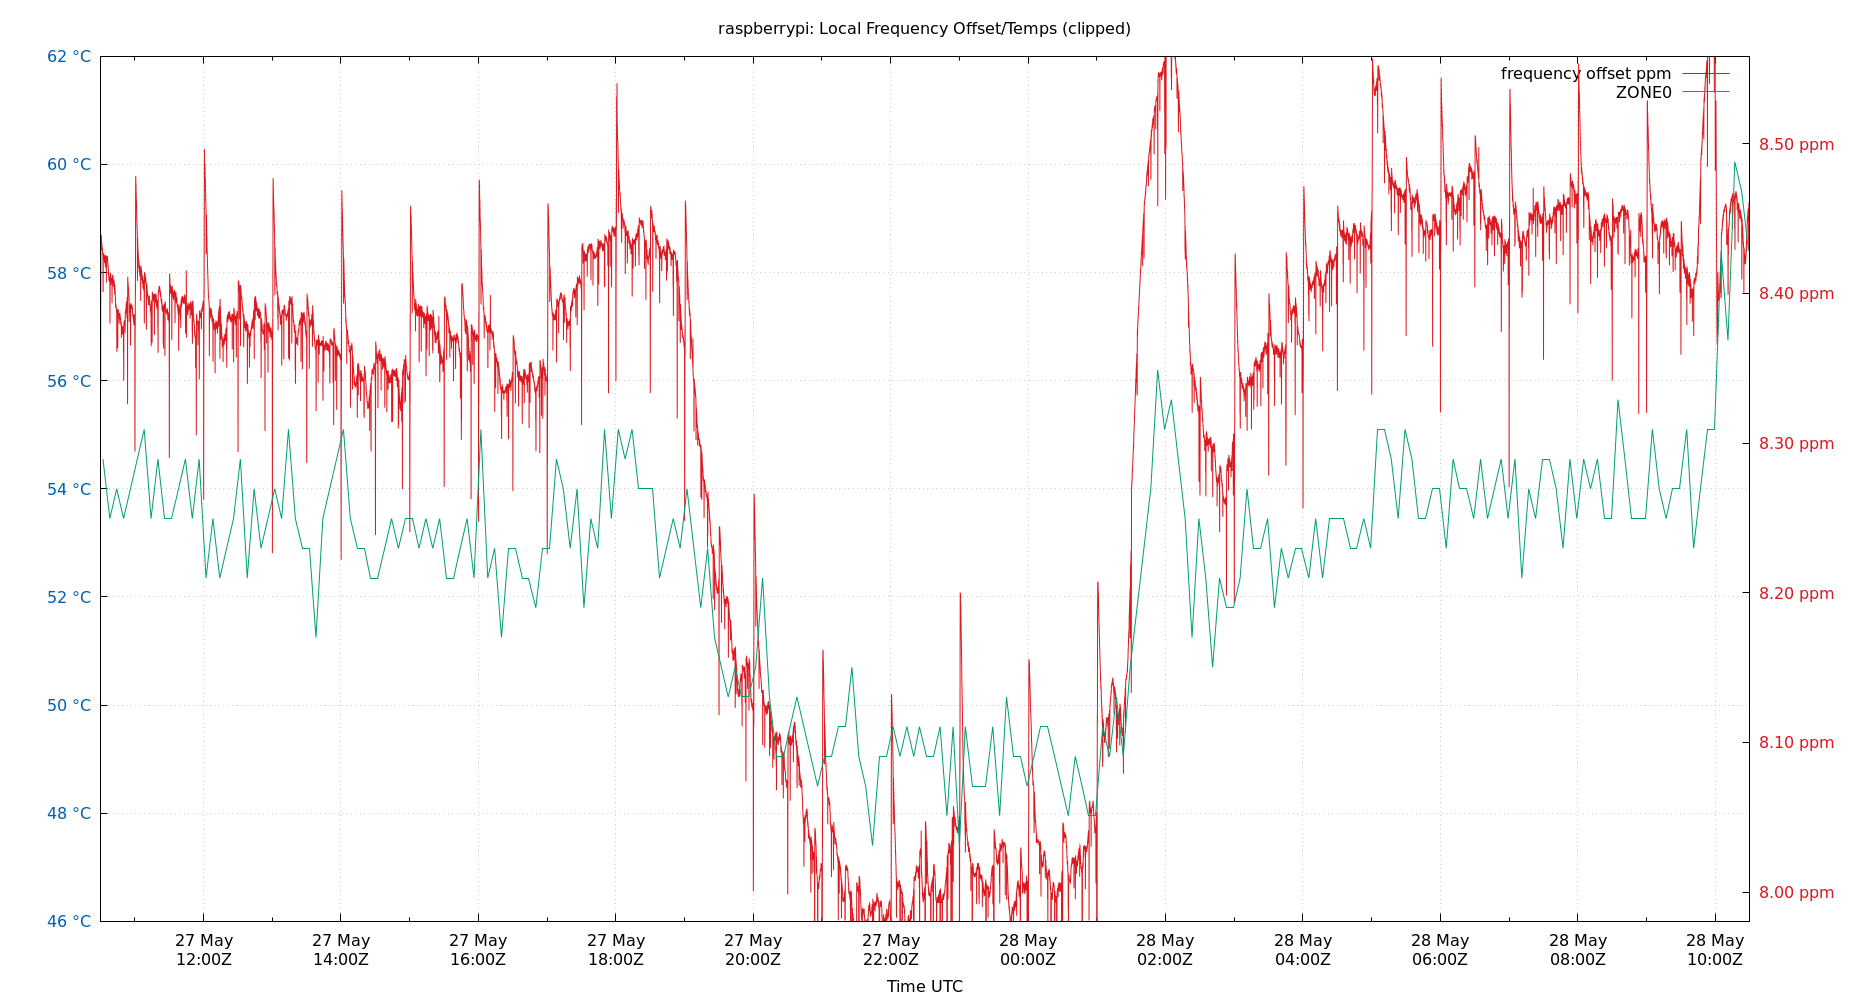 raspberrypi: Local Frequency Offset/Temps (clipped)
62 °C
60 °C
58 °C
56 °C
54 °C
52 °C
50 °C
48 °C
46 °C
frequency offset ppm
ZONE0
8.50 ppm
8.40 ppm
8.30 ppm
8.20 ppm
8.10 ppm
8.00 ppm
27 May 27 May 27 May 27 May 27 May 27 May 28 May 28 May 28 May 28 May 28 May 28 May
12:00Z 14:00Z 16:00Z 18:00Z 20:00Z 22:00Z 00:00Z 02:00Z 04:00Z 06:00Z 08:00Z 10:00Z
Time UTC